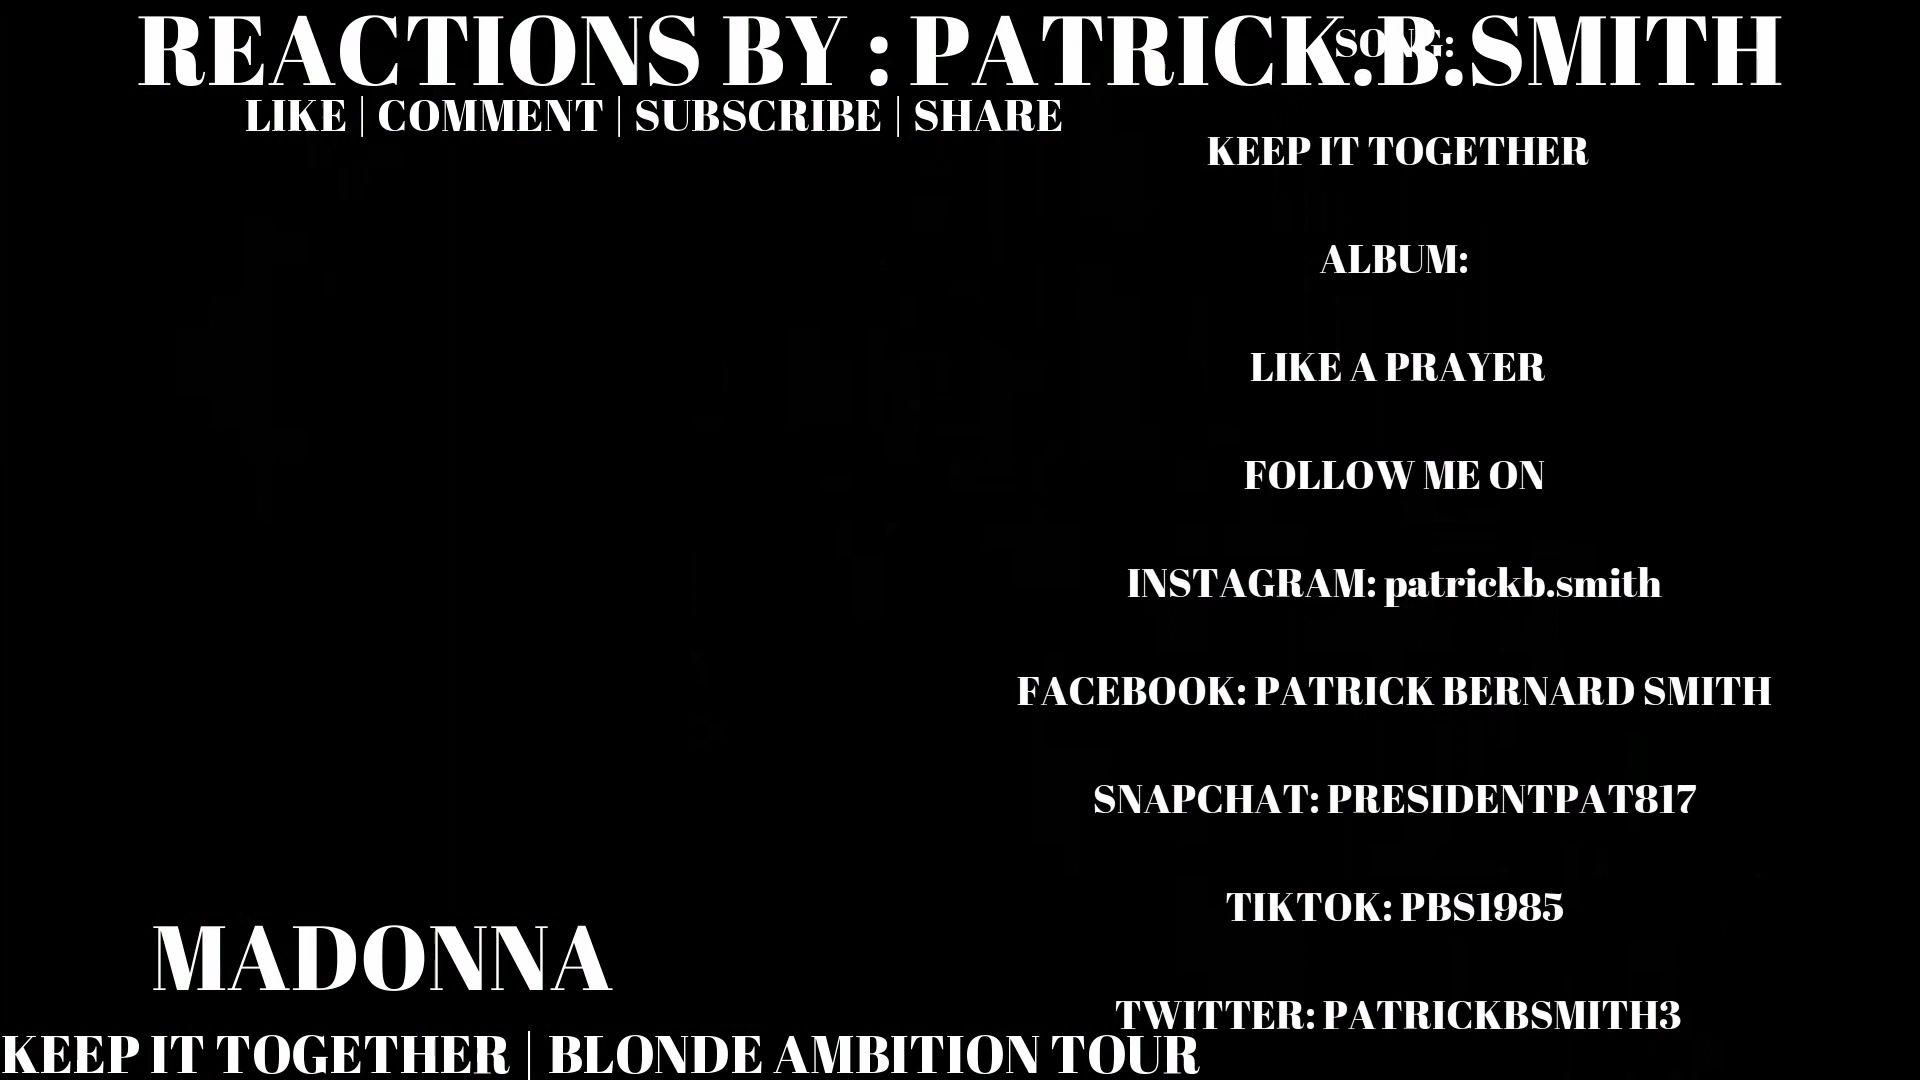 REACTIONS BY : PATRICK.B.SMITH
SONG:
LIKE | COMMENT | SUBSCRIBE | SHARE
KEEP IT TOGETHER
ALBUM:
LIKE A PRAYER
FOLLOW ME ON
INSTAGRAM: patrickb.smith
FACEBOOK: PATRICK BERNARD SMITH
SNAPCHAT: PRESIDENTPAT817
TIKTOK: PBS1985
MADONNA
TWITTER: PATRICKBSMITH3
KEEP IT TOGETHER | BLONDE AMBITION TOUR